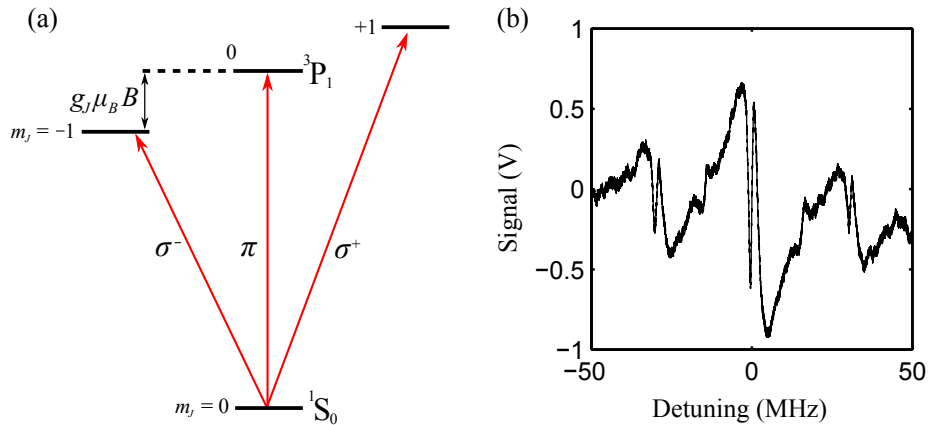 (a)
0
+1
³P₁
g_J μ_B B
m_J = −1
σ⁻
π
σ⁺
m_J = 0
¹S₀
(b)
1
0.5
0
−0.5
−1
Signal (V)
−50
0
50
Detuning (MHz)